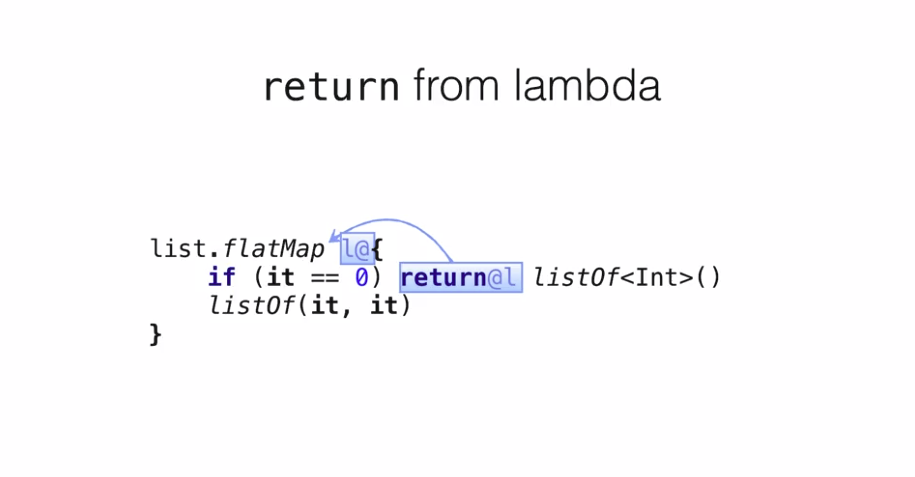 return from lambda
list.flatMap l@{
if (it == 0) return@l listOf<Int>()
listOf(it, it)
}